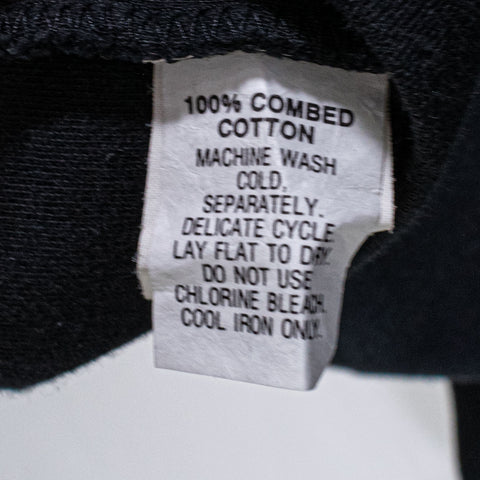 100% COMBED
COTTON
MACHINE WASH
COLD.
SEPARATELY.
DELICATE CYCLE.
LAY FLAT TO DRY.
DO NOT USE
CHLORINE BLEACH.
COOL IRON ONLY.